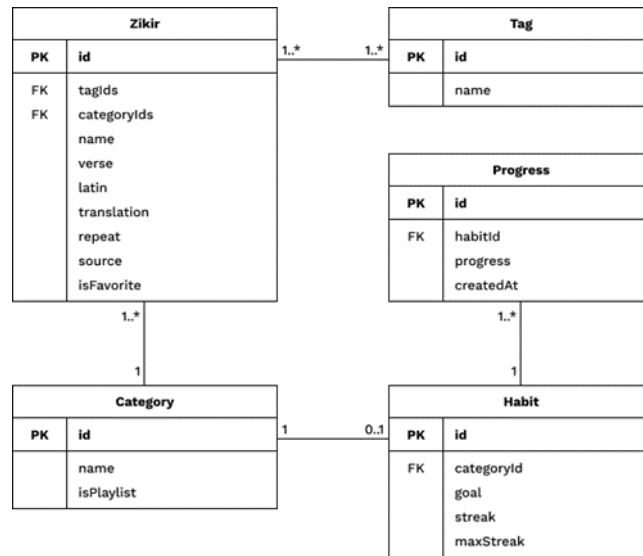 Zikir
PK id
FK tagIds
FK categoryIds
name
verse
latin
translation
repeat
source
isFavorite
1..* 1..*
Tag
PK id
name
Progress
PK id
FK habitId
progress
createdAt
1..*
1
1..*
1
Category
PK id
name
isPlaylist
1 0..1
Habit
PK id
FK categoryId
goal
streak
maxStreak